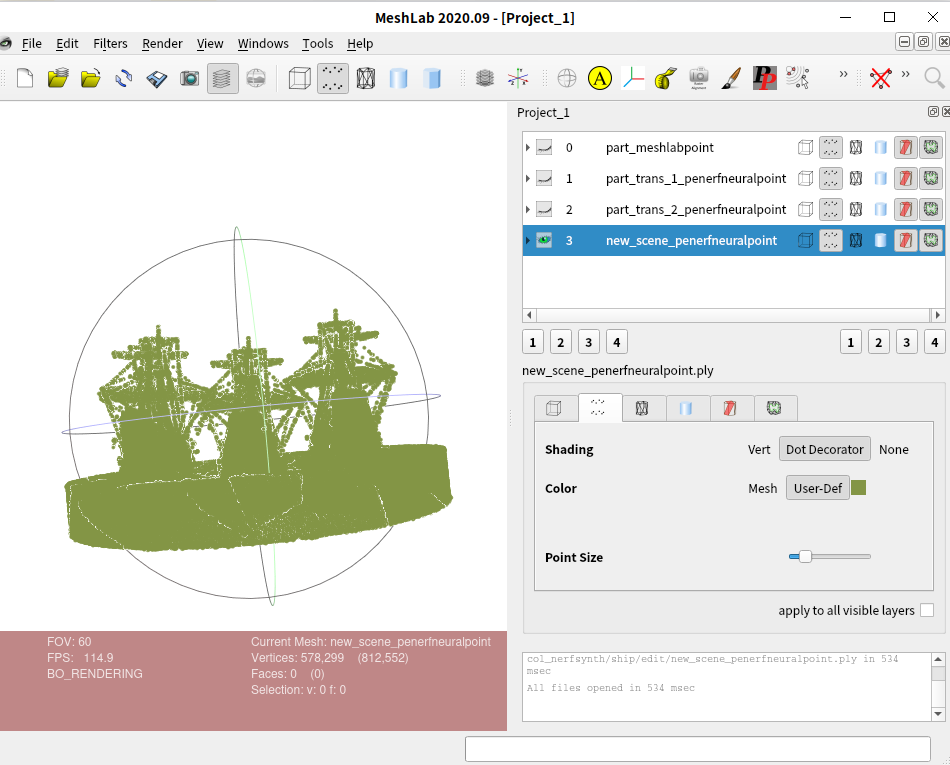 MeshLab 2020.09 - [Project_1]
File Edit Filters Render View Windows Tools Help
A
PP
Project_1
0 part_meshlabpoint
1 part_trans_1_penerfneuralpoint
2 part_trans_2_penerfneuralpoint
3 new_scene_penerfneuralpoint
1 2 3 4 1 2 3 4
new_scene_penerfneuralpoint.ply
Shading Vert Dot Decorator None
Color Mesh User-Def
Point Size
apply to all visible layers
FOV: 60
FPS: 114.9
BO_RENDERING
Current Mesh: new_scene_penerfneuralpoint
Vertices: 578,299 (812,552)
Faces: 0 (0)
Selection: v: 0 f: 0
col_nerfsynth/ship/edit/new_scene_penerfneuralpoint.ply in 534
msec
All files opened in 534 msec